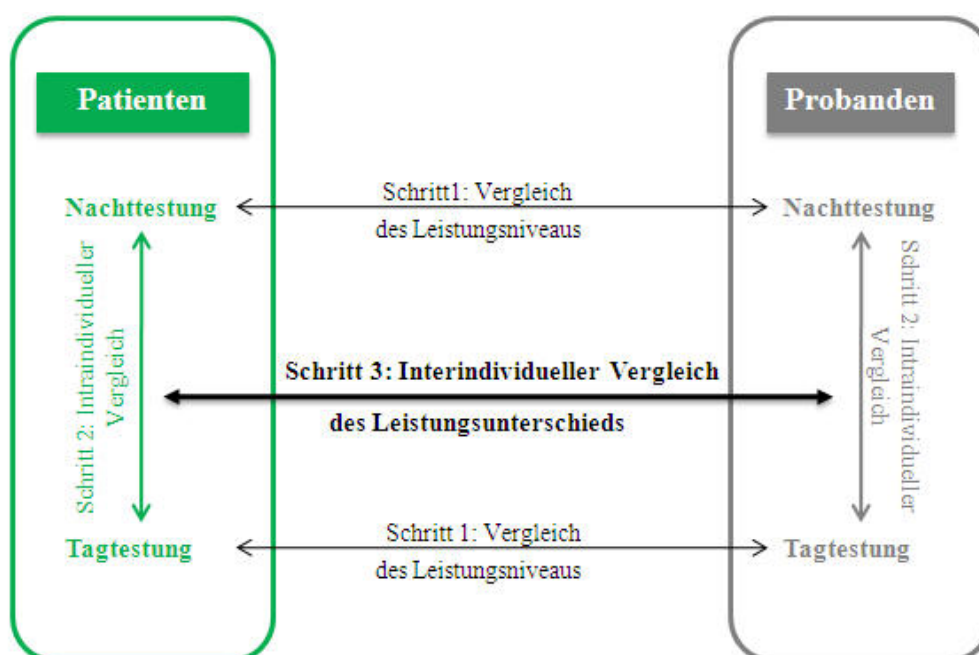 Patienten
Probanden
Nachttestung
Schritt1: Vergleich
des Leistungsniveaus
Nachttestung
Schritt 2: Intraindividueller
Vergleich
Schritt 3: Interindividueller Vergleich
des Leistungsunterschieds
Schritt 2: Intraindividueller
Vergleich
Tagtestung
Schritt 1: Vergleich
des Leistungsniveaus
Tagtestung